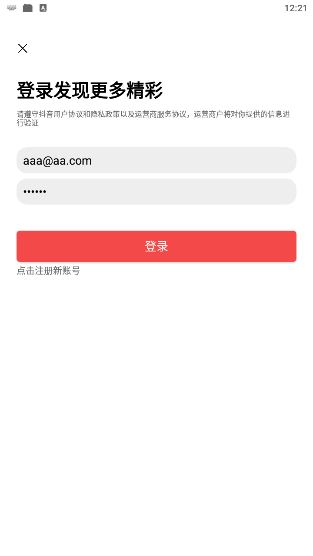 12:21
登录发现更多精彩
请遵守抖音用户协议和隐私政策以及运营商服务协议，运营商户将对你提供的信息进
行验证
aaa@aa.com
••••••
登录
点击注册新账号